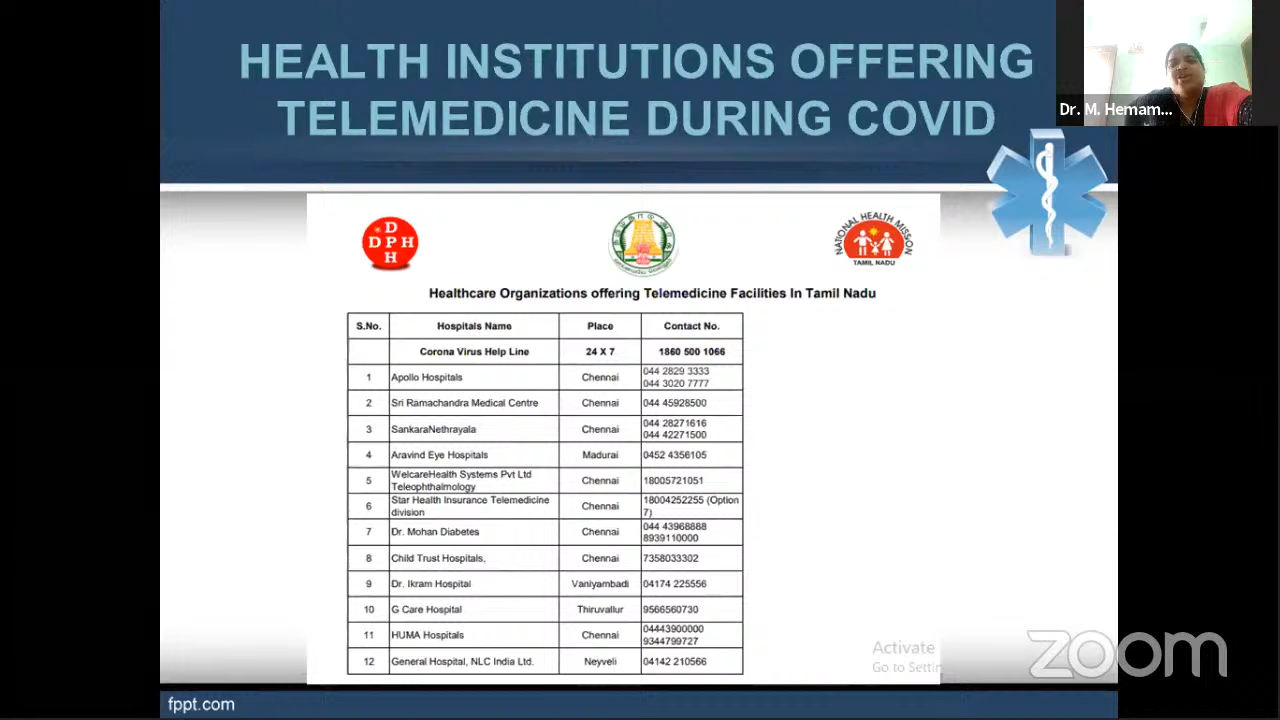 HEALTH INSTITUTIONS OFFERING
TELEMEDICINE DURING COVID
Dr. M. Hemam...
D
D P H
H
NATIONAL HEALTH MISSON
TAMIL NADU
Healthcare Organizations offering Telemedicine Facilities In Tamil Nadu
S.No. Hospitals Name Place Contact No.
Corona Virus Help Line 24 X 7 1860 500 1066
1 Apollo Hospitals Chennai 044 2829 3333
044 3020 7777
2 Sri Ramachandra Medical Centre Chennai 044 45928500
3 SankaraNethrayala Chennai 044 28271616
044 42271500
4 Aravind Eye Hospitals Madurai 0452 4356105
5 WelcareHealth Systems Pvt Ltd
Teleophthalmology Chennai 18005721051
6 Star Health Insurance Telemedicine
division Chennai 18004252255 (Option
7)
7 Dr. Mohan Diabetes Chennai 044 43968888
8939110000
8 Child Trust Hospitals, Chennai 7358033302
9 Dr. Ikram Hospital Vaniyambadi 04174 225556
10 G Care Hospital Thiruvallur 9566560730
11 HUMA Hospitals Chennai 04443900000
9344799727
12 General Hospital, NLC India Ltd. Neyveli 04142 210566
Activate
Go to Settin
zoom
fppt.com